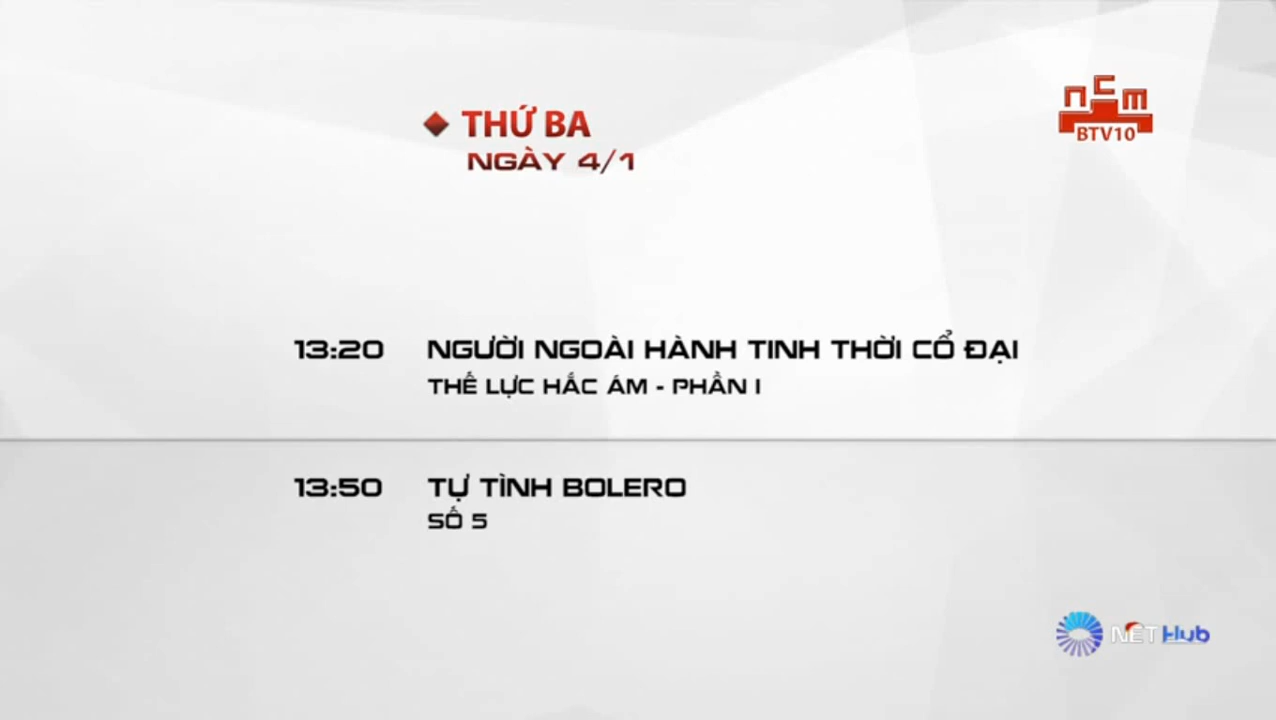 THỨ BA
NGÀY 4/1
NCM
BTV10
13:20 NGƯỜI NGOÀI HÀNH TINH THỜI CỔ ĐẠI
THẾ LỰC HẮC ÁM - PHẦN I
13:50 TỰ TÌNH BOLERO
SỐ 5
NET Hub